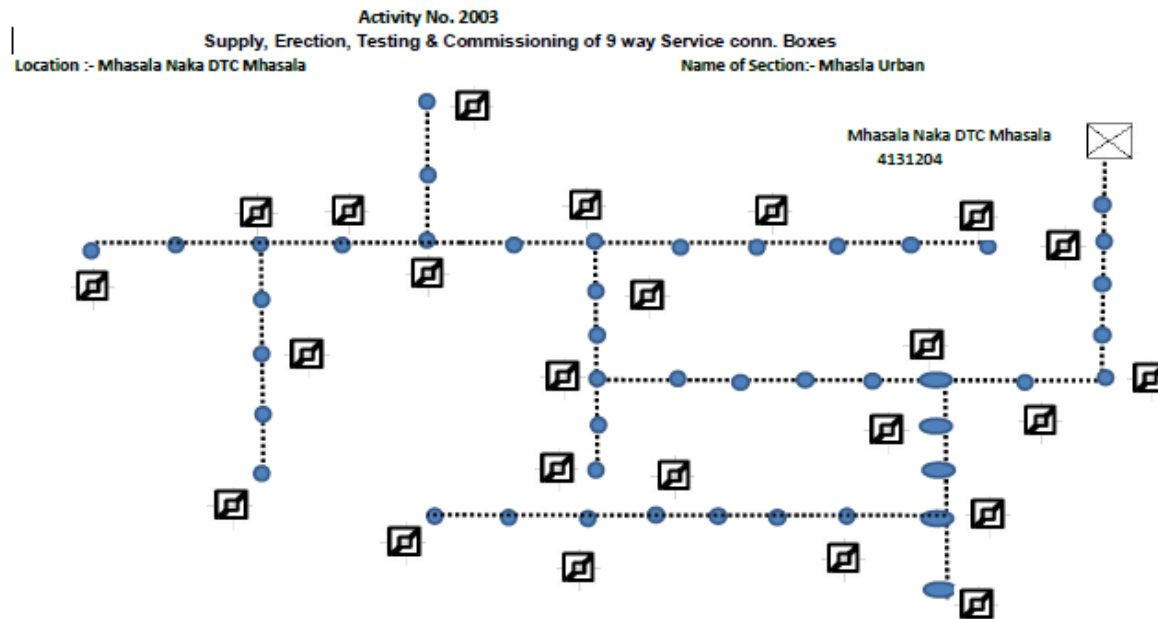 Activity No. 2003
Supply, Erection, Testing & Commissioning of 9 way Service conn. Boxes
Location :- Mhasala Naka DTC Mhasala
Name of Section:- Mhasla Urban
Mhasala Naka DTC Mhasala
4131204